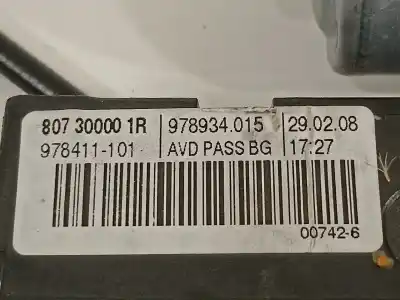 807 30000 1R 978934.015 29.02.08
978411-101 AVD PASS BG 17:27
00742-6